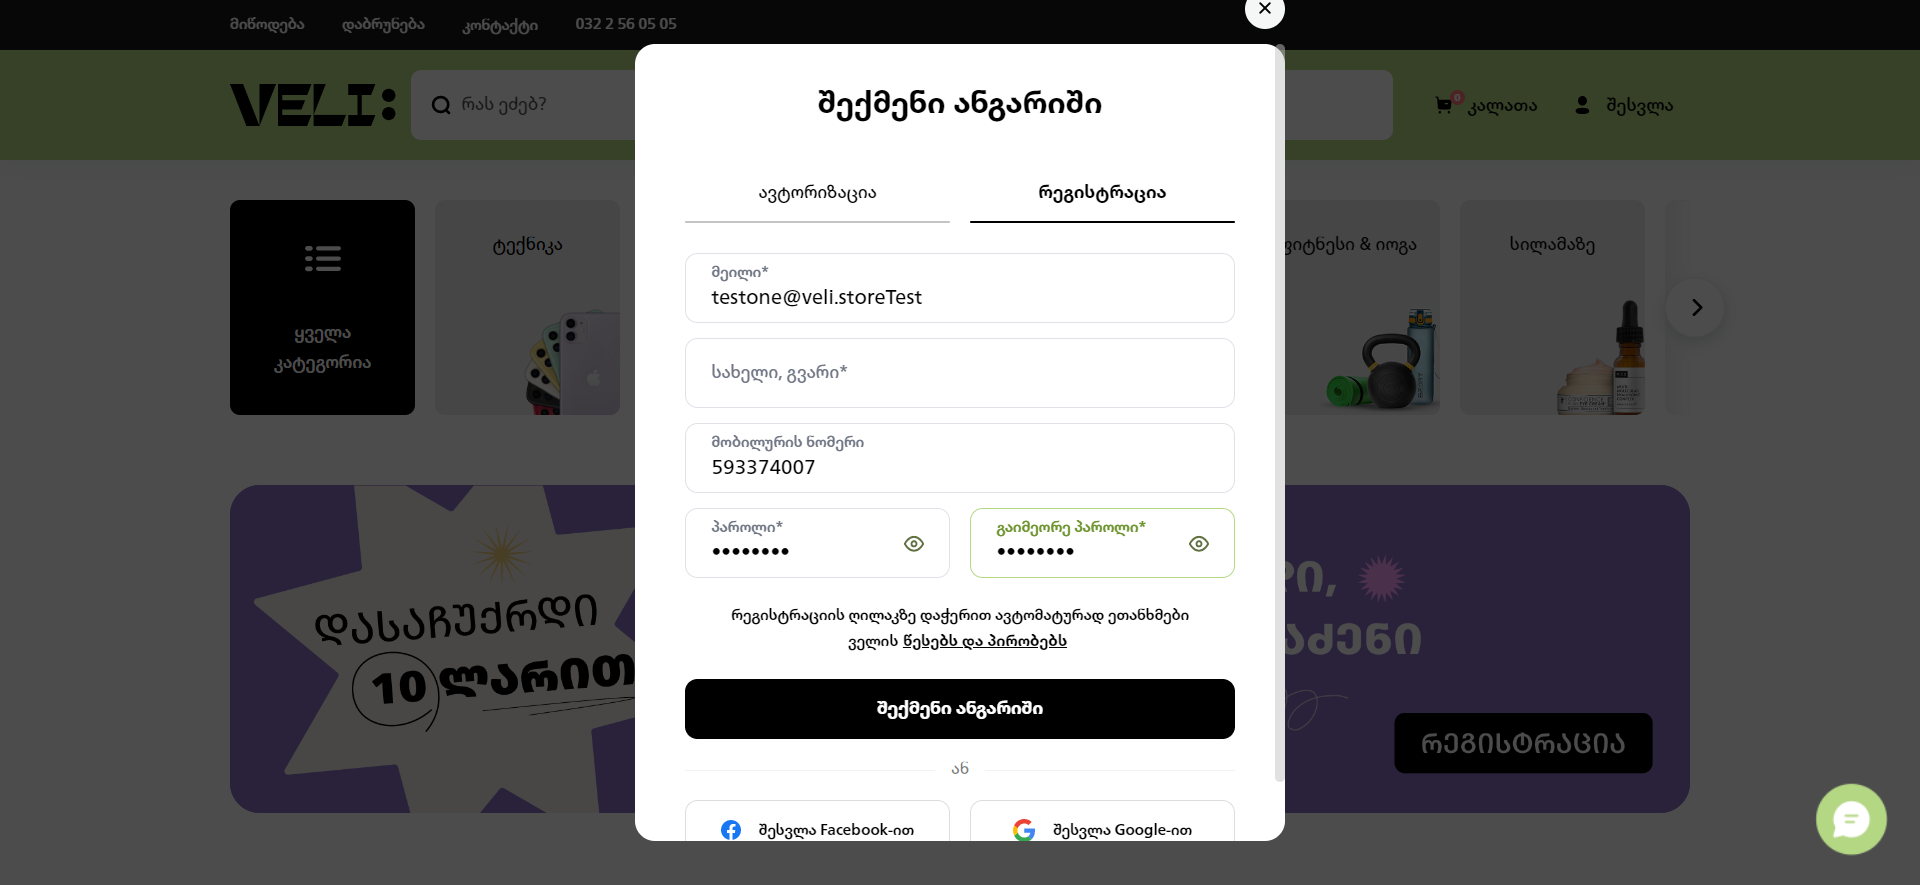 მიწოდება
დაბრუნება
კონტაქტი
032 2 56 05 05
VELI:
რას ეძებ?
0
კალათა
შესვლა
ყველა
კატეგორია
ტექნიკა
ფიტნესი & იოგა
სილამაზე
შექმენი ანგარიში
ავტორიზაცია
რეგისტრაცია
მეილი*
testone@veli.storeTest
სახელი, გვარი*
მობილურის ნომერი
593374007
პაროლი*
••••••••
გაიმეორე პაროლი*
••••••••
რეგისტრაციის ღილაკზე დაჭერით ავტომატურად ეთანხმები
ველის წესებს და პირობებს
შექმენი ანგარიში
ან
შესვლა Facebook-ით
შესვლა Google-ით
დასაჩუქრდი
10 ლარით
რეგისტრაცია